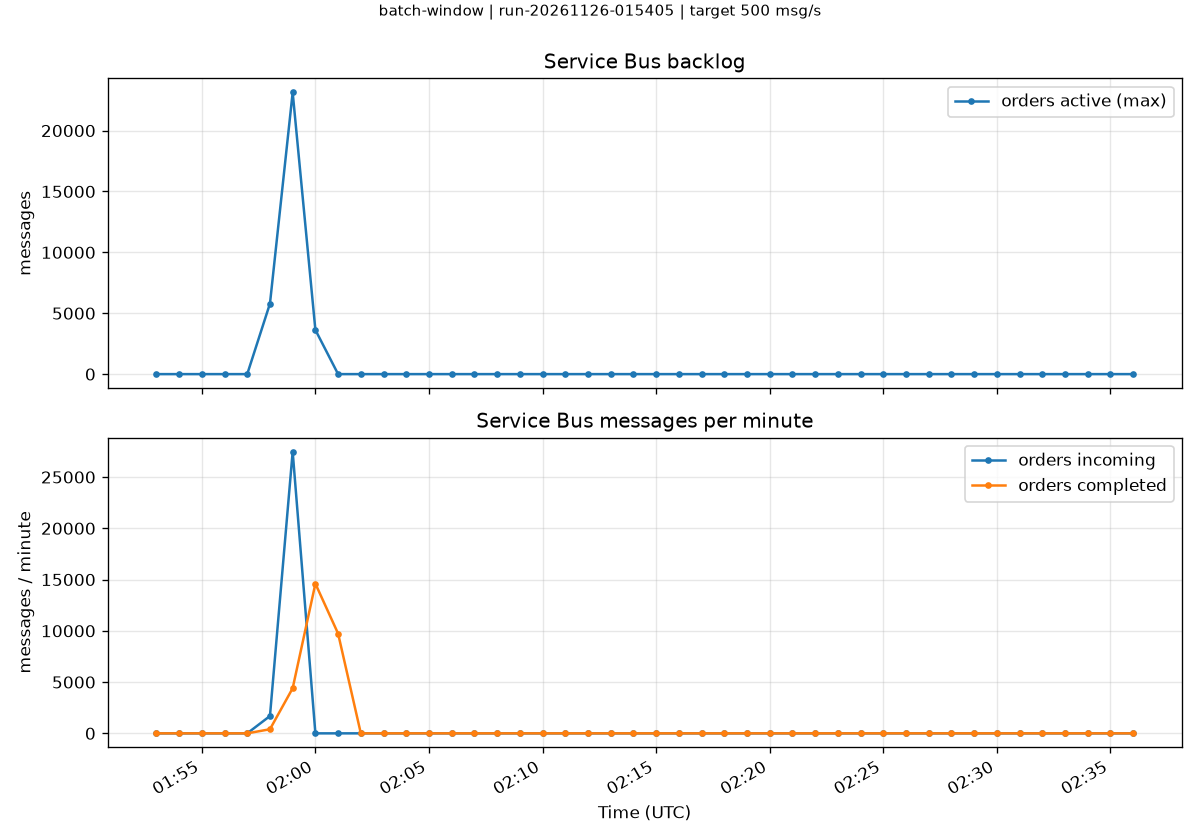 batch-window | run-20261126-015405 | target 500 msg/s
Service Bus backlog
orders active (max)
20000
15000
10000
5000
0
messages
Service Bus messages per minute
orders incoming
orders completed
25000
20000
15000
10000
5000
0
messages / minute
01:55
02:00
02:05
02:10
02:15
02:20
02:25
02:30
02:35
Time (UTC)